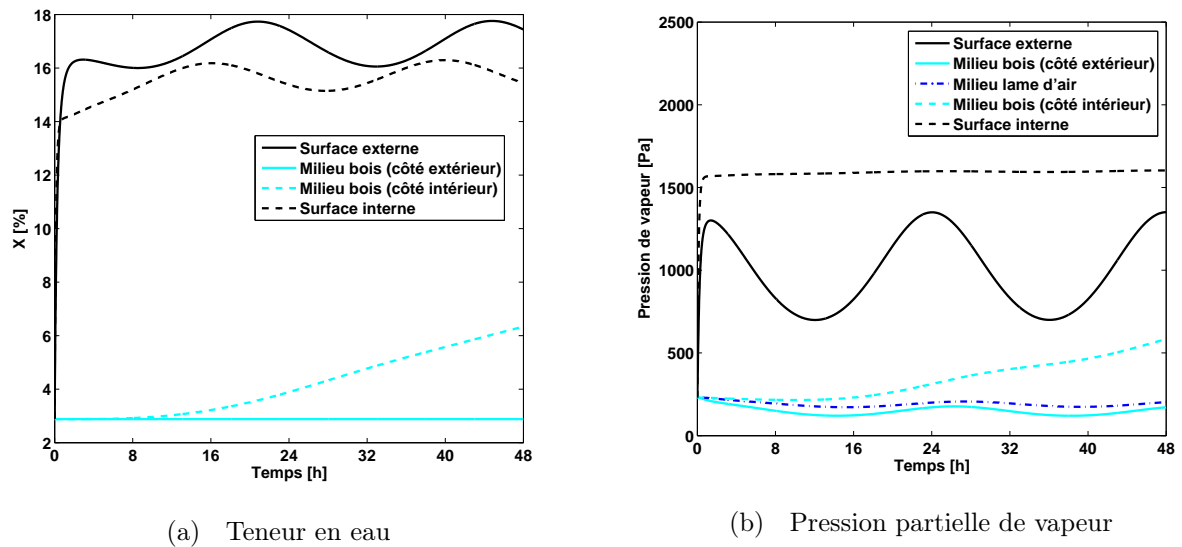 18
16
14
12
10
8
6
4
2
X [%]
Surface externe
Milieu bois (côté extérieur)
Milieu bois (côté intérieur)
Surface interne
0 8 16 24 32 40 48
Temps [h]
(a) Teneur en eau
2500
2000
1500
1000
500
0
Pression de vapeur [Pa]
Surface externe
Milieu bois (côté extérieur)
Milieu lame d'air
Milieu bois (côté intérieur)
Surface interne
0 8 16 24 32 40 48
Temps [h]
(b) Pression partielle de vapeur